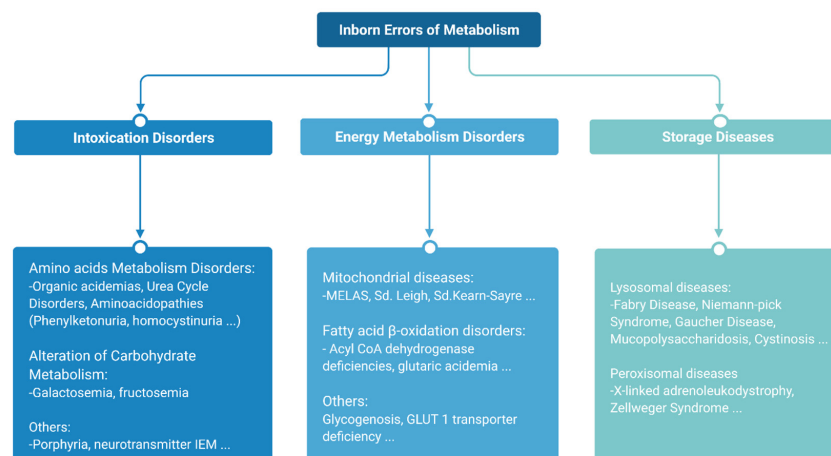 Inborn Errors of Metabolism
Intoxication Disorders
Energy Metabolism Disorders
Storage Diseases
Amino acids Metabolism Disorders:
-Organic acidemias, Urea Cycle
Disorders, Aminoacidopathies
(Phenylketonuria, homocystinuria ...)
Alteration of Carbohydrate
Metabolism:
-Galactosemia, fructosemia
Others:
-Porphyria, neurotransmitter IEM ...
Mitochondrial diseases:
-MELAS, Sd. Leigh, Sd.Kearn-Sayre ...
Fatty acid β-oxidation disorders:
- Acyl CoA dehydrogenase
deficiencies, glutaric acidemia ...
Others:
Glycogenosis, GLUT 1 transporter
deficiency ...
Lysosomal diseases:
-Fabry Disease, Niemann-pick
Syndrome, Gaucher Disease,
Mucopolysaccharidosis, Cystinosis ...
Peroxisomal diseases
-X-linked adrenoleukodystrophy,
Zellweger Syndrome ...